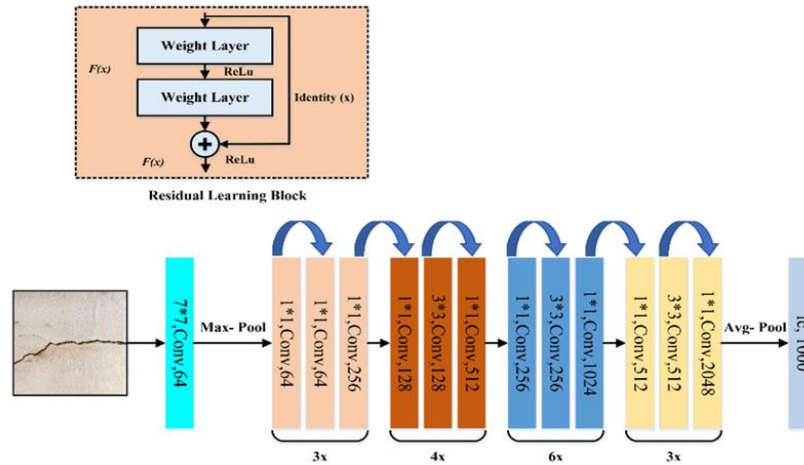 Weight Layer
F(x)
ReLu
Weight Layer
Identity (x)
+
F(x)
ReLu
Residual Learning Block
7*7,Conv,64
Max- Pool
1*1,Conv,64
1*1,Conv,64
1*1,Conv,256
1*1,Conv,128
3*3,Conv,128
1*1,Conv,512
1*1,Conv,256
3*3,Conv,256
1*1,Conv,1024
1*1,Conv,512
3*3,Conv,512
1*1,Conv,2048
Avg- Pool
3x
4x
6x
3x